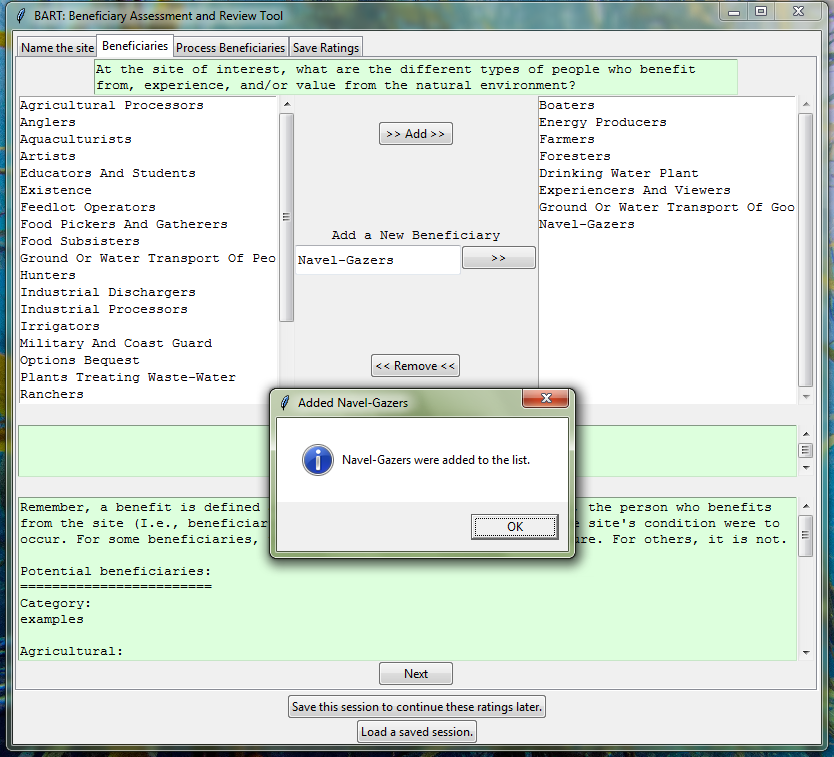 BART: Beneficiary Assessment and Review Tool
Name the site
Beneficiaries
Process Beneficiaries
Save Ratings
At the site of interest, what are the different types of people who benefit
from, experience, and/or value from the natural environment?
Agricultural Processors
Anglers
Aquaculturists
Artists
Educators And Students
Existence
Feedlot Operators
Food Pickers And Gatherers
Food Subsisters
Ground Or Water Transport Of Peo
Hunters
Industrial Dischargers
Industrial Processors
Irrigators
Military And Coast Guard
Options Bequest
Plants Treating Waste-Water
Ranchers
>> Add >>
Add a New Beneficiary
Navel-Gazers
>>
<< Remove <<
Boaters
Energy Producers
Farmers
Foresters
Drinking Water Plant
Experiencers And Viewers
Ground Or Water Transport Of Goo
Navel-Gazers
Added Navel-Gazers
Navel-Gazers were added to the list.
OK
Remember, a benefit is defined the person who benefits
from the site (I.e., beneficiar site's condition were to
occur. For some beneficiaries, ure. For others, it is not.
Potential beneficiaries:
========================
Category:
examples
Agricultural:
Next
Save this session to continue these ratings later.
Load a saved session.